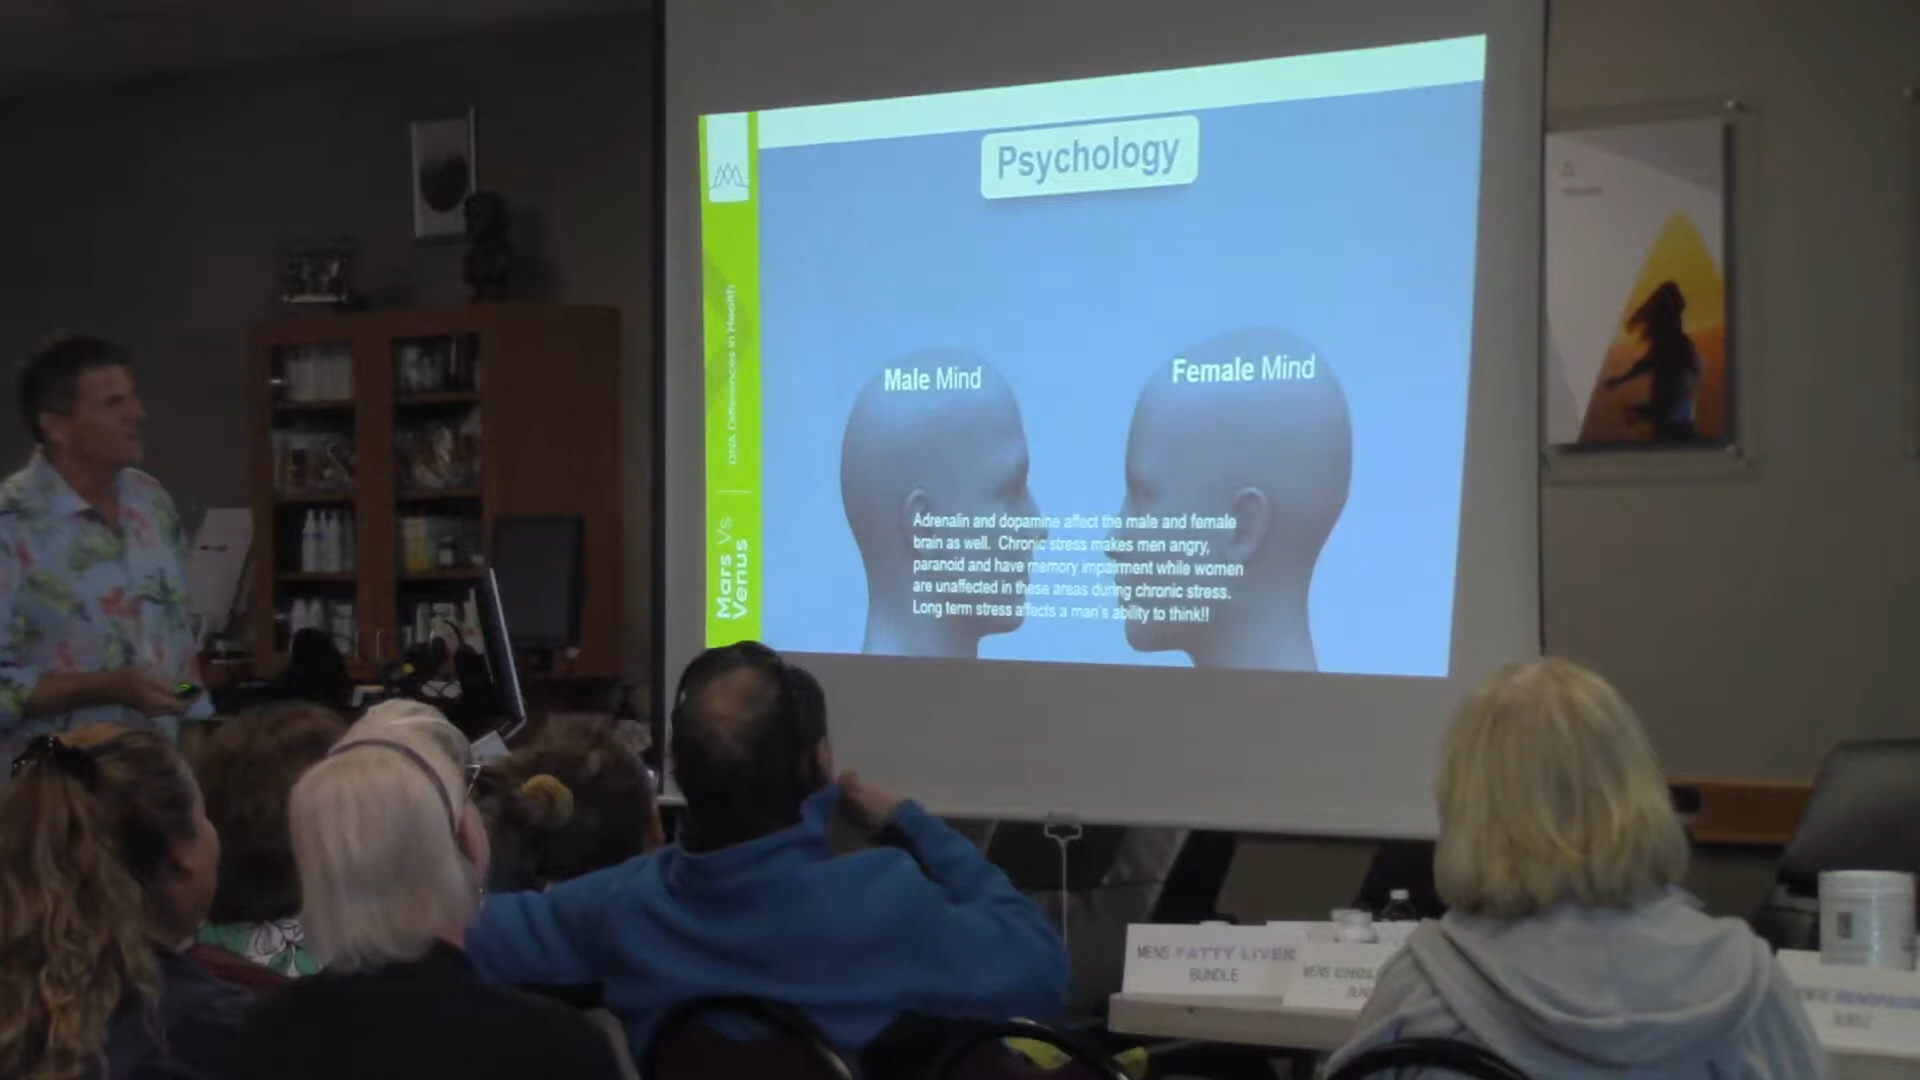 Psychology
Male Mind
Female Mind
Adrenalin and dopamine affect the male and female
brain as well. Chronic stress makes men angry,
paranoid and have memory impairment while women
are unaffected in these areas during chronic stress.
Long term stress affects a man's ability to think!!
Mars Vs
Venus
DNA Differences in Health
MENS FATTY LIVER
BUNDLE
MENS